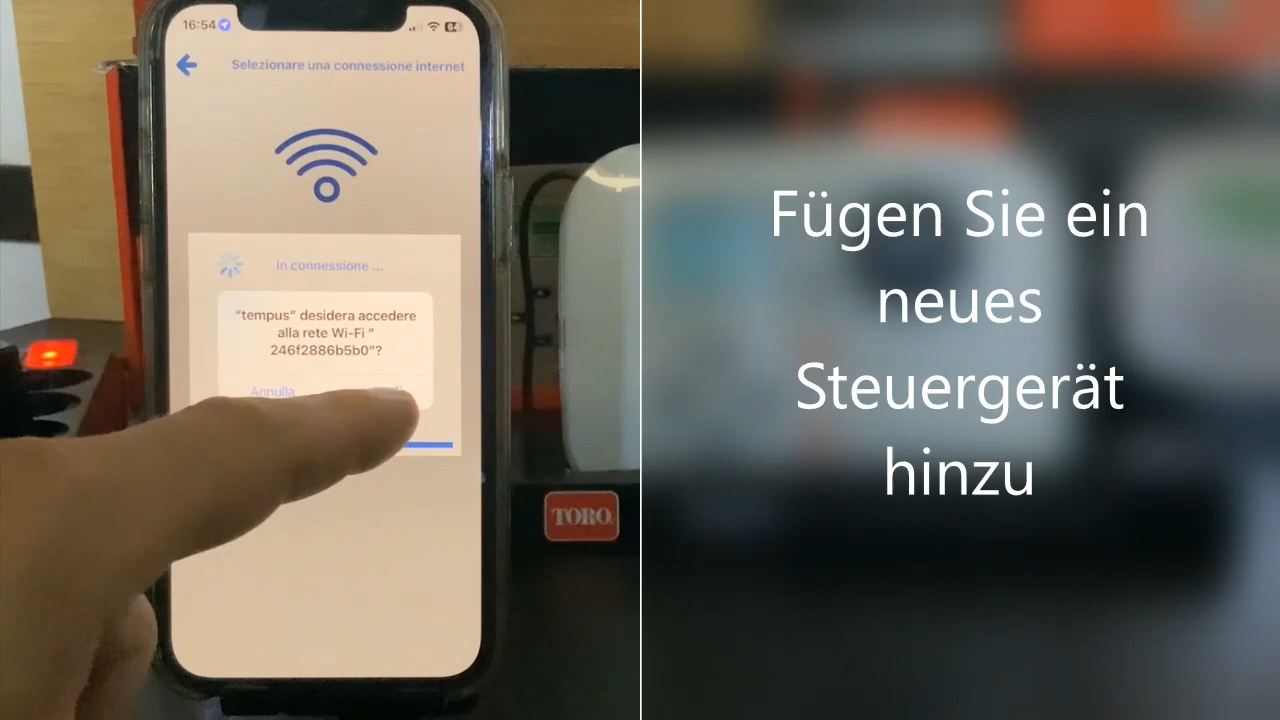 16:54
64
Selezionare una connessione internet
In connessione ...
“tempus” desidera accedere
alla rete Wi-Fi “
246f2886b5b0”?
Annulla
TORO
Fügen Sie ein
neues
Steuergerät
hinzu